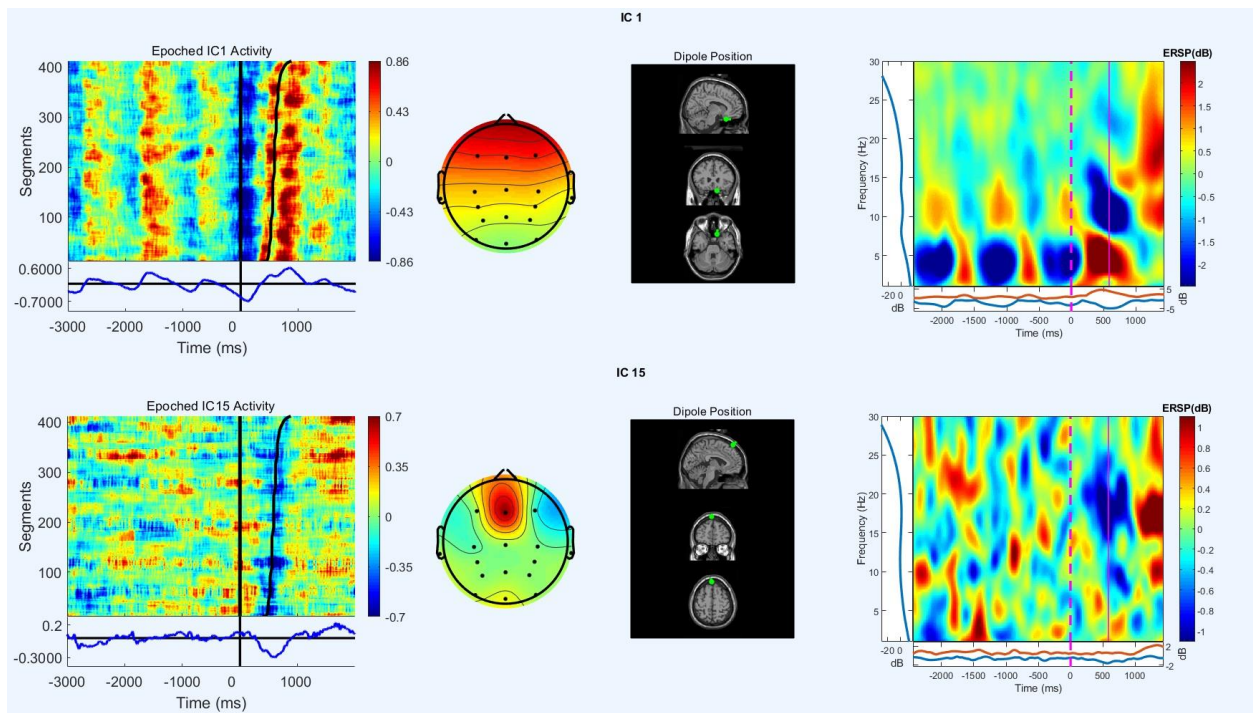 IC 1
Epoched IC1 Activity
Segments
400
300
200
100
0.86
0.43
0
-0.43
-0.86
0.6000
-0.7000
-3000 -2000 -1000 0 1000
Time (ms)
Dipole Position
ERSP(dB)
Frequency (Hz)
30
25
20
15
10
5
2
1.5
1
0.5
0
-0.5
-1
-1.5
-2
-20 0
dB
5
-5
dB
-2000 -1500 -1000 -500 0 500 1000
Time (ms)
IC 15
Epoched IC15 Activity
Segments
400
300
200
100
0.7
0.35
0
-0.35
-0.7
0.2
-0.3000
-3000 -2000 -1000 0 1000
Time (ms)
Dipole Position
ERSP(dB)
Frequency (Hz)
30
25
20
15
10
5
1
0.8
0.6
0.4
0.2
0
-0.2
-0.4
-0.6
-0.8
-1
-20 0
dB
2
-2
dB
-2000 -1500 -1000 -500 0 500 1000
Time (ms)